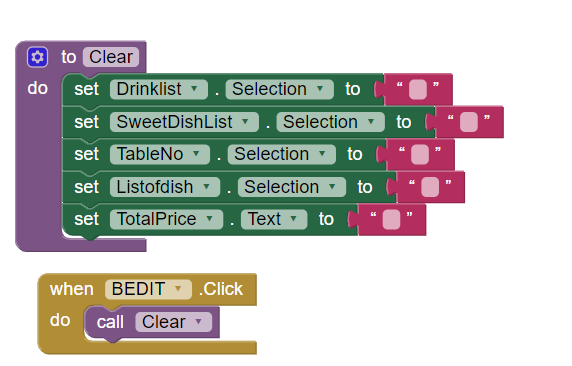 to Clear
do set Drinklist . Selection to “ ”
set SweetDishList . Selection to “ ”
set TableNo . Selection to “ ”
set Listofdish . Selection to “ ”
set TotalPrice . Text to “ ”
when BEDIT .Click
do call Clear